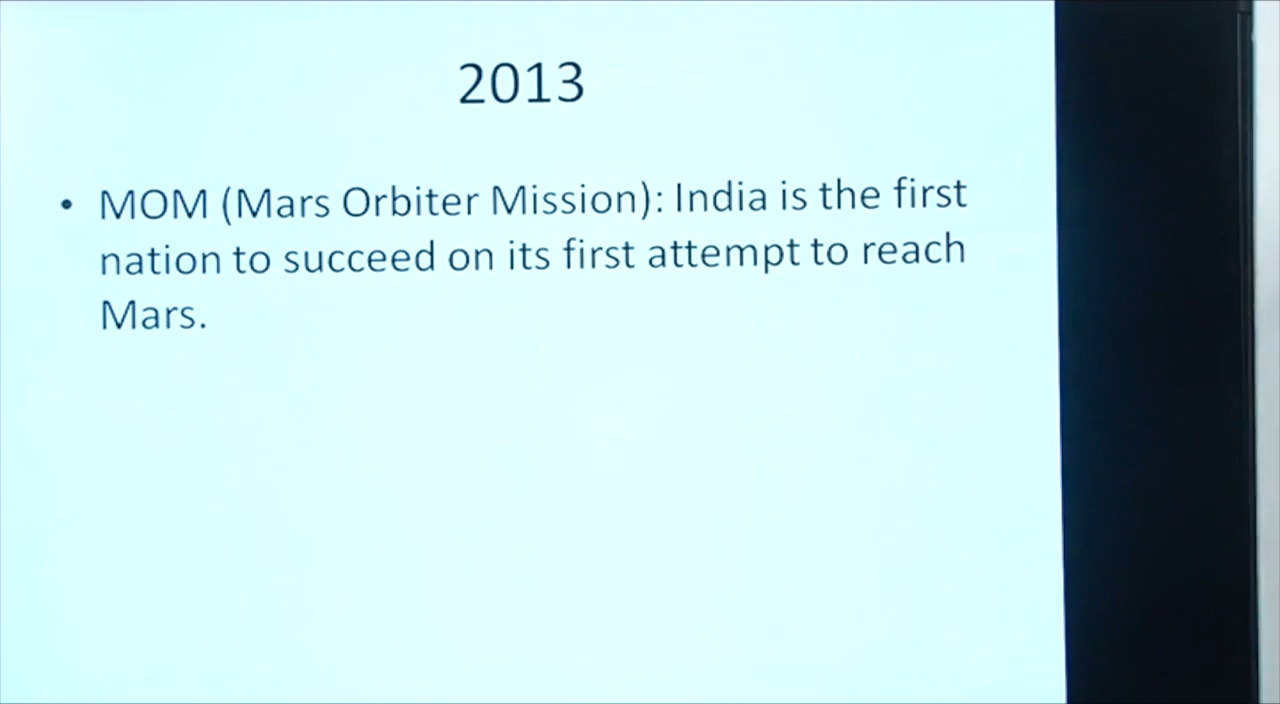 2013
• MOM (Mars Orbiter Mission): India is the first
nation to succeed on its first attempt to reach
Mars.